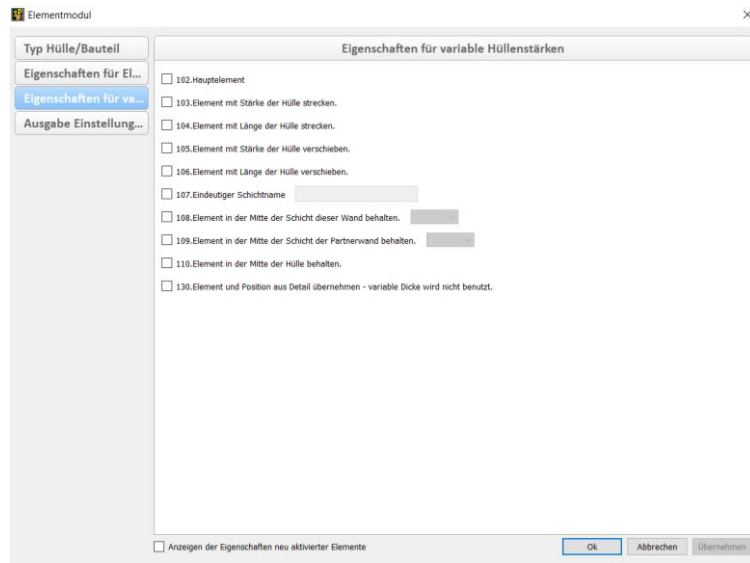 Elementmodul
Typ Hülle/Bauteil
Eigenschaften für El...
Eigenschaften für va...
Ausgabe Einstellung...
Eigenschaften für variable Hüllenstärken
102.Hauptelement
103.Element mit Stärke der Hülle strecken.
104.Element mit Länge der Hülle strecken.
105.Element mit Stärke der Hülle verschieben.
106.Element mit Länge der Hülle verschieben.
107.Eindeutiger Schichtname
108.Element in der Mitte der Schicht dieser Wand behalten.
109.Element in der Mitte der Schicht der Partnerwand behalten.
110.Element in der Mitte der Hülle behalten.
130.Element und Position aus Detail übernehmen - variable Dicke wird nicht benutzt.
Anzeigen der Eigenschaften neu aktivierter Elemente
Ok
Abbrechen
Übernehmen